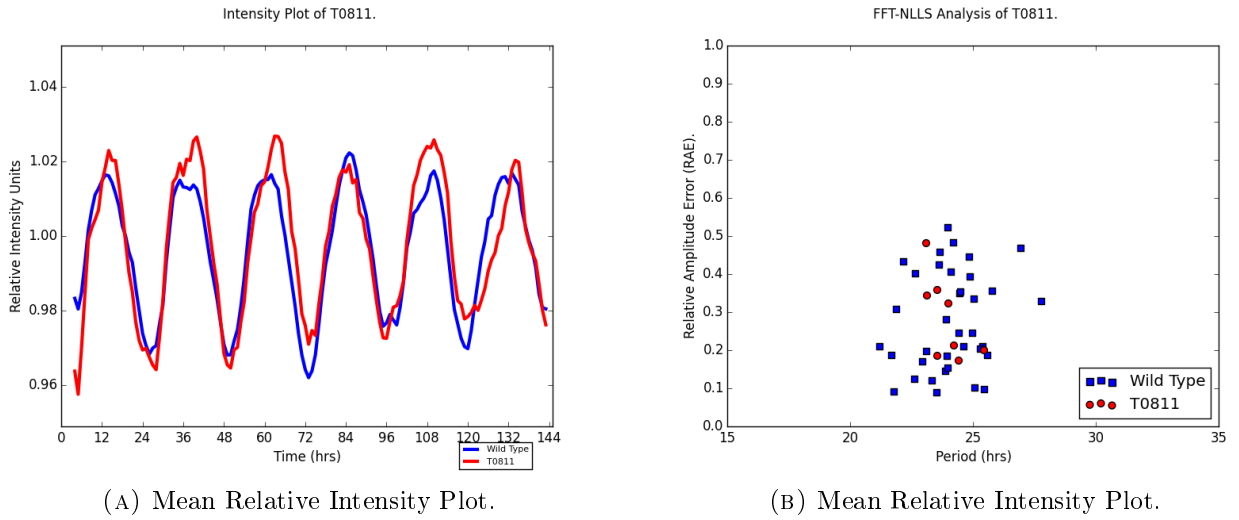 Intensity Plot of T0811.
Relative Intensity Units
1.04
1.02
1.00
0.98
0.96
0 12 24 36 48 60 72 84 96 108 120 132 144
Time (hrs)
Wild Type
T0811
(A) Mean Relative Intensity Plot.
FFT-NLLS Analysis of T0811.
Relative Amplitude Error (RAE).
1.0
0.9
0.8
0.7
0.6
0.5
0.4
0.3
0.2
0.1
0.0
15 20 25 30 35
Period (hrs)
Wild Type
T0811
(B) Mean Relative Intensity Plot.